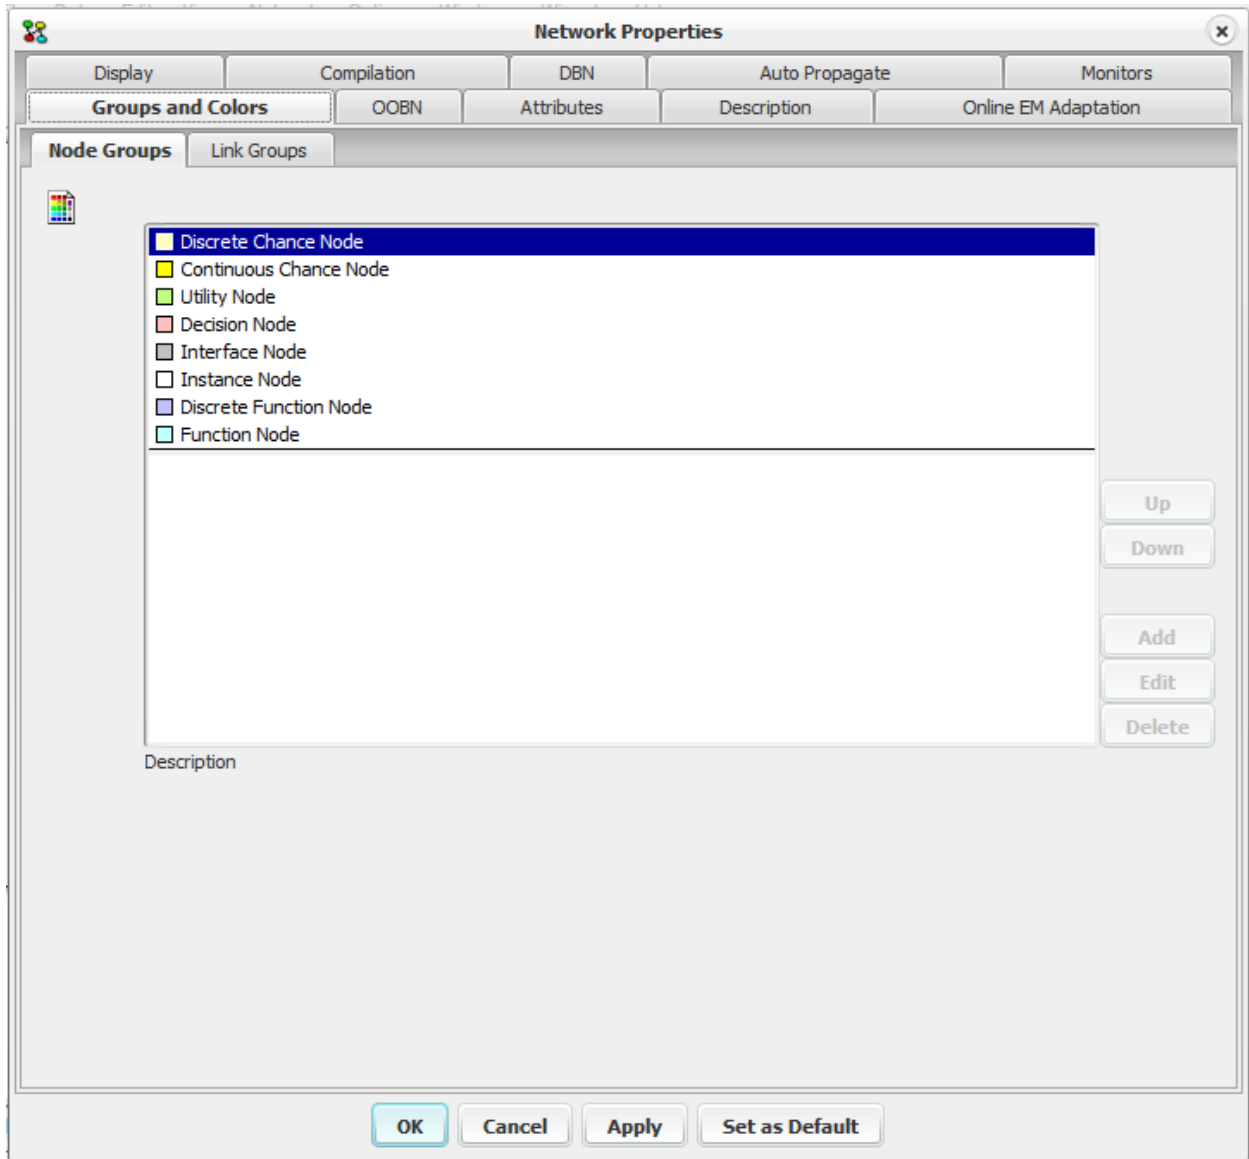 Network Properties
Display Compilation DBN Auto Propagate Monitors
Groups and Colors OOBN Attributes Description Online EM Adaptation
Node Groups Link Groups
Discrete Chance Node
Continuous Chance Node
Utility Node
Decision Node
Interface Node
Instance Node
Discrete Function Node
Function Node
Up
Down
Add
Edit
Delete
Description
OK Cancel Apply Set as Default